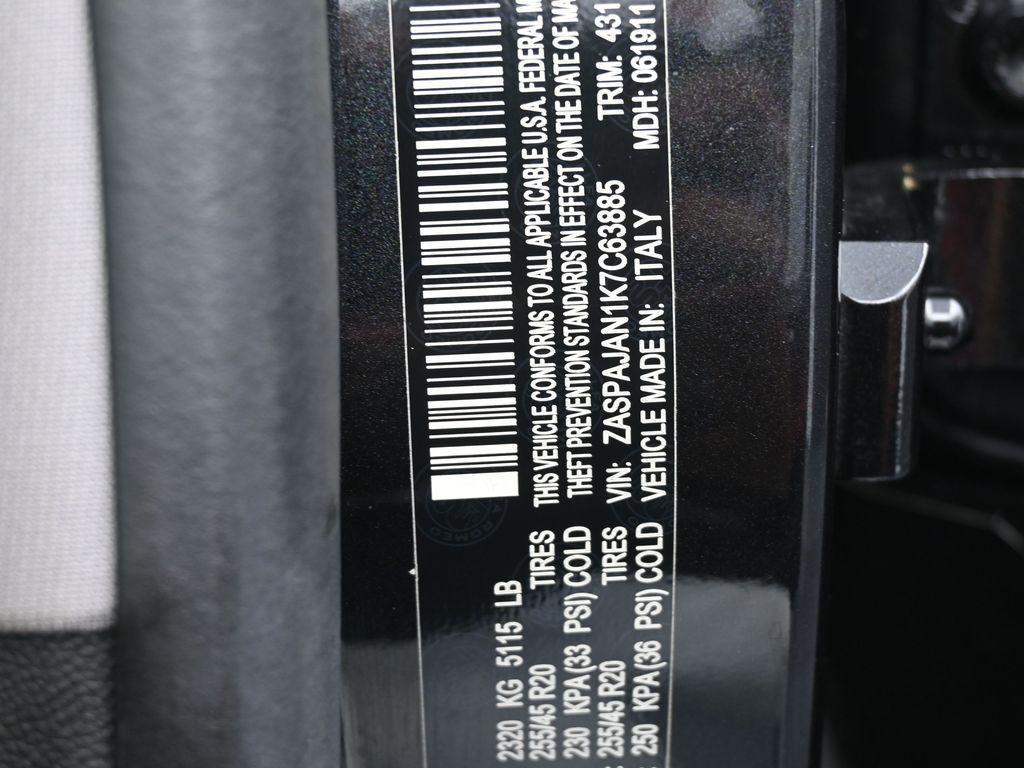 2320 KG 5115 LB
255/45 R20 TIRES
230 KPA (33 PSI) COLD
255/45 R20 TIRES
250 KPA (36 PSI) COLD
THIS VEHICLE CONFORMS TO ALL APPLICABLE U.S.A. FEDERAL
THEFT PREVENTION STANDARDS IN EFFECT ON THE DATE OF
VIN: ZASPAJAN1K7C63885 TRIM: 431
VEHICLE MADE IN: ITALY MDH: 061911
ROMEO